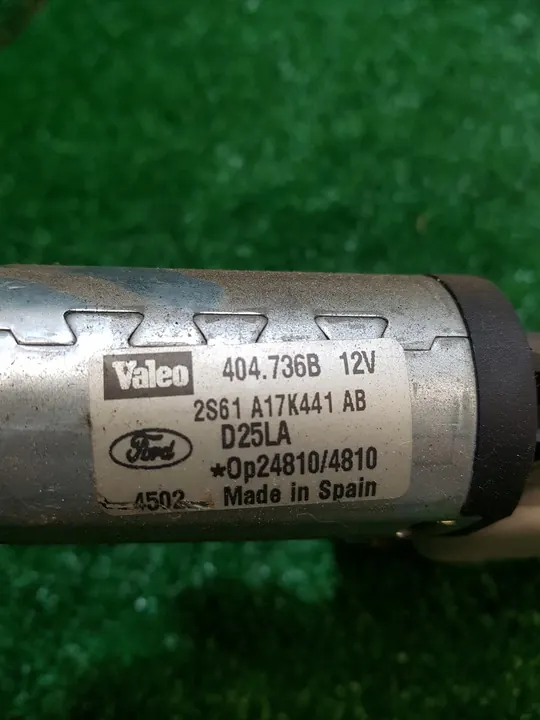 Valeo 404.736B 12V
2S61 A17K441 AB
Ford D25LA
*Op24810/4810
4502 Made in Spain